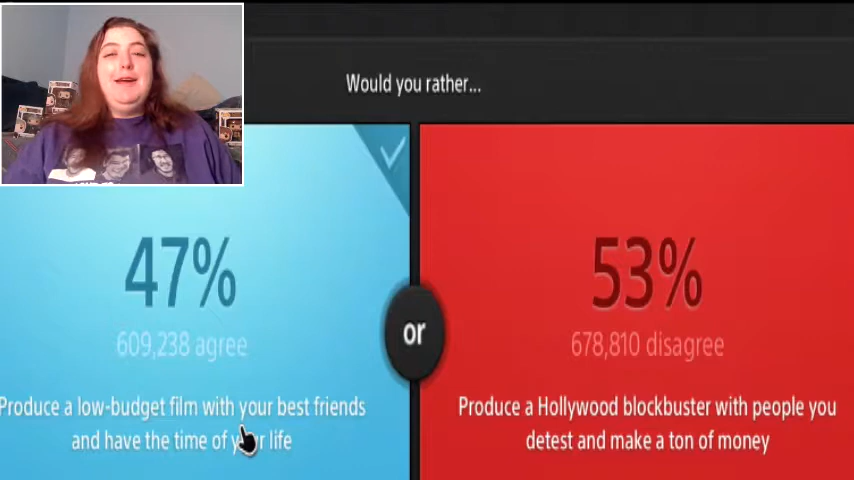 Would you rather...
47%
609,238 agree
Produce a low-budget film with your best friends
and have the time of your life
or
53%
678,810 disagree
Produce a Hollywood blockbuster with people you
detest and make a ton of money